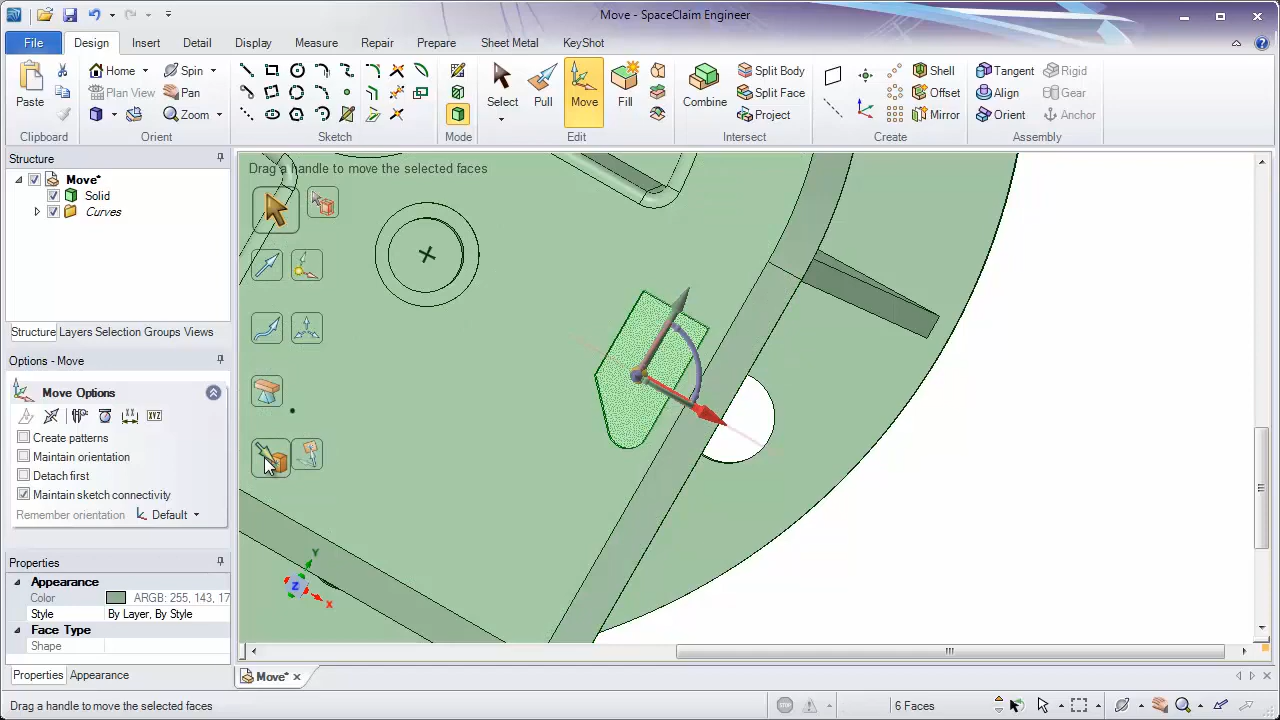 Move - SpaceClaim Engineer
File Design Insert Detail Display Measure Repair Prepare Sheet Metal KeyShot
Paste
Home Spin
Plan View Pan
Zoom
Select Pull Move Fill
Combine
Split Body
Split Face
Project
Shell
Offset
Mirror
Tangent Rigid
Align Gear
Orient Anchor
Clipboard Orient Sketch Mode Edit Intersect Create Assembly
Structure
Move*
Solid
Curves
Structure Layers Selection Groups Views
Options - Move
Move Options
XYZ
Create patterns
Maintain orientation
Detach first
Maintain sketch connectivity
Remember orientation Default
Properties
Appearance
Color ARGB: 255, 143, 17
Style By Layer, By Style
Face Type
Shape
Properties Appearance
Drag a handle to move the selected faces
Y
Z
X
Move*
Drag a handle to move the selected faces
6 Faces